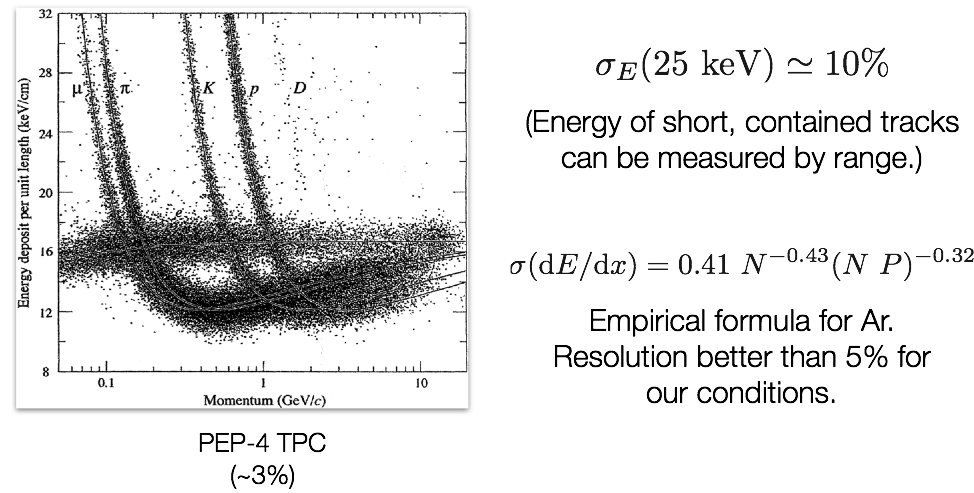 32
28
24
20
16
12
8
Energy deposit per unit length (keV/cm)
μ π K p D
e
0.1 1 10
Momentum (GeV/c)
PEP-4 TPC
(~3%)
σ_E(25 keV) ≃ 10%
(Energy of short, contained tracks
can be measured by range.)
σ(dE/dx) = 0.41 N^{-0.43}(N P)^{-0.32}
Empirical formula for Ar.
Resolution better than 5% for
our conditions.